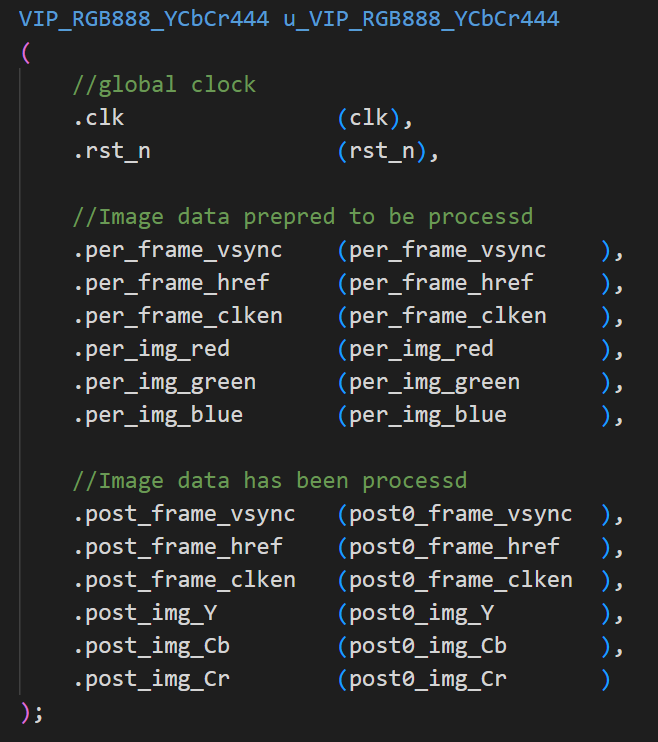 VIP_RGB888_YCbCr444 u_VIP_RGB888_YCbCr444
(
    //global clock
    .clk                (clk),
    .rst_n              (rst_n),

    //Image data prepred to be processd
    .per_frame_vsync    (per_frame_vsync    ),
    .per_frame_href     (per_frame_href     ),
    .per_frame_clken    (per_frame_clken    ),
    .per_img_red        (per_img_red        ),
    .per_img_green      (per_img_green      ),
    .per_img_blue       (per_img_blue       ),

    //Image data has been processd
    .post_frame_vsync   (post0_frame_vsync  ),
    .post_frame_href    (post0_frame_href   ),
    .post_frame_clken   (post0_frame_clken  ),
    .post_img_Y         (post0_img_Y        ),
    .post_img_Cb        (post0_img_Cb       ),
    .post_img_Cr        (post0_img_Cr       )
);